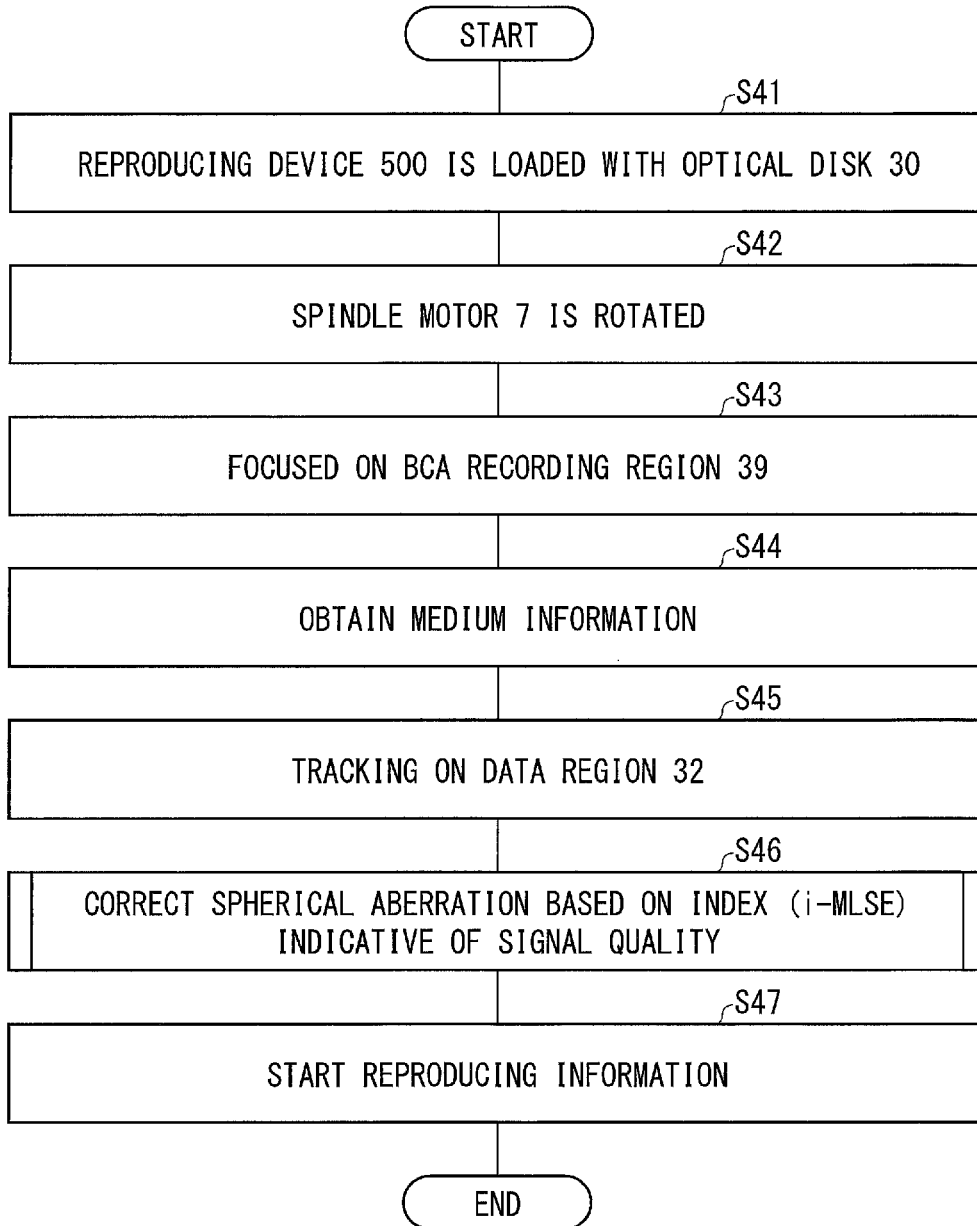 START
S41
REPRODUCING DEVICE 500 IS LOADED WITH OPTICAL DISK 30
S42
SPINDLE MOTOR 7 IS ROTATED
S43
FOCUSED ON BCA RECORDING REGION 39
S44
OBTAIN MEDIUM INFORMATION
S45
TRACKING ON DATA REGION 32
S46
CORRECT SPHERICAL ABERRATION BASED ON INDEX (i-MLSE)
INDICATIVE OF SIGNAL QUALITY
S47
START REPRODUCING INFORMATION
END